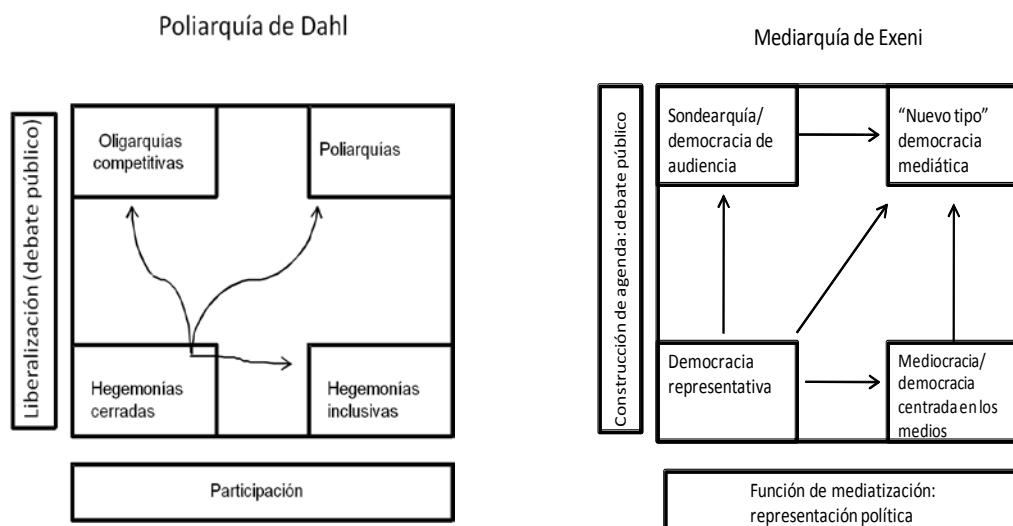 Poliarquía de Dahl
Liberalización (debate público)
Oligarquías
competitivas
Poliarquías
Hegemonías
cerradas
Hegemonías
inclusivas
Participación
Mediarquía de Exeni
Construcción de agenda: debate público
Sondearquía/
democracia de
audiencia
“Nuevo tipo”
democracia
mediática
Democracia
representativa
Mediocracia/
democracia
centrada en los
medios
Función de mediatización:
representación política